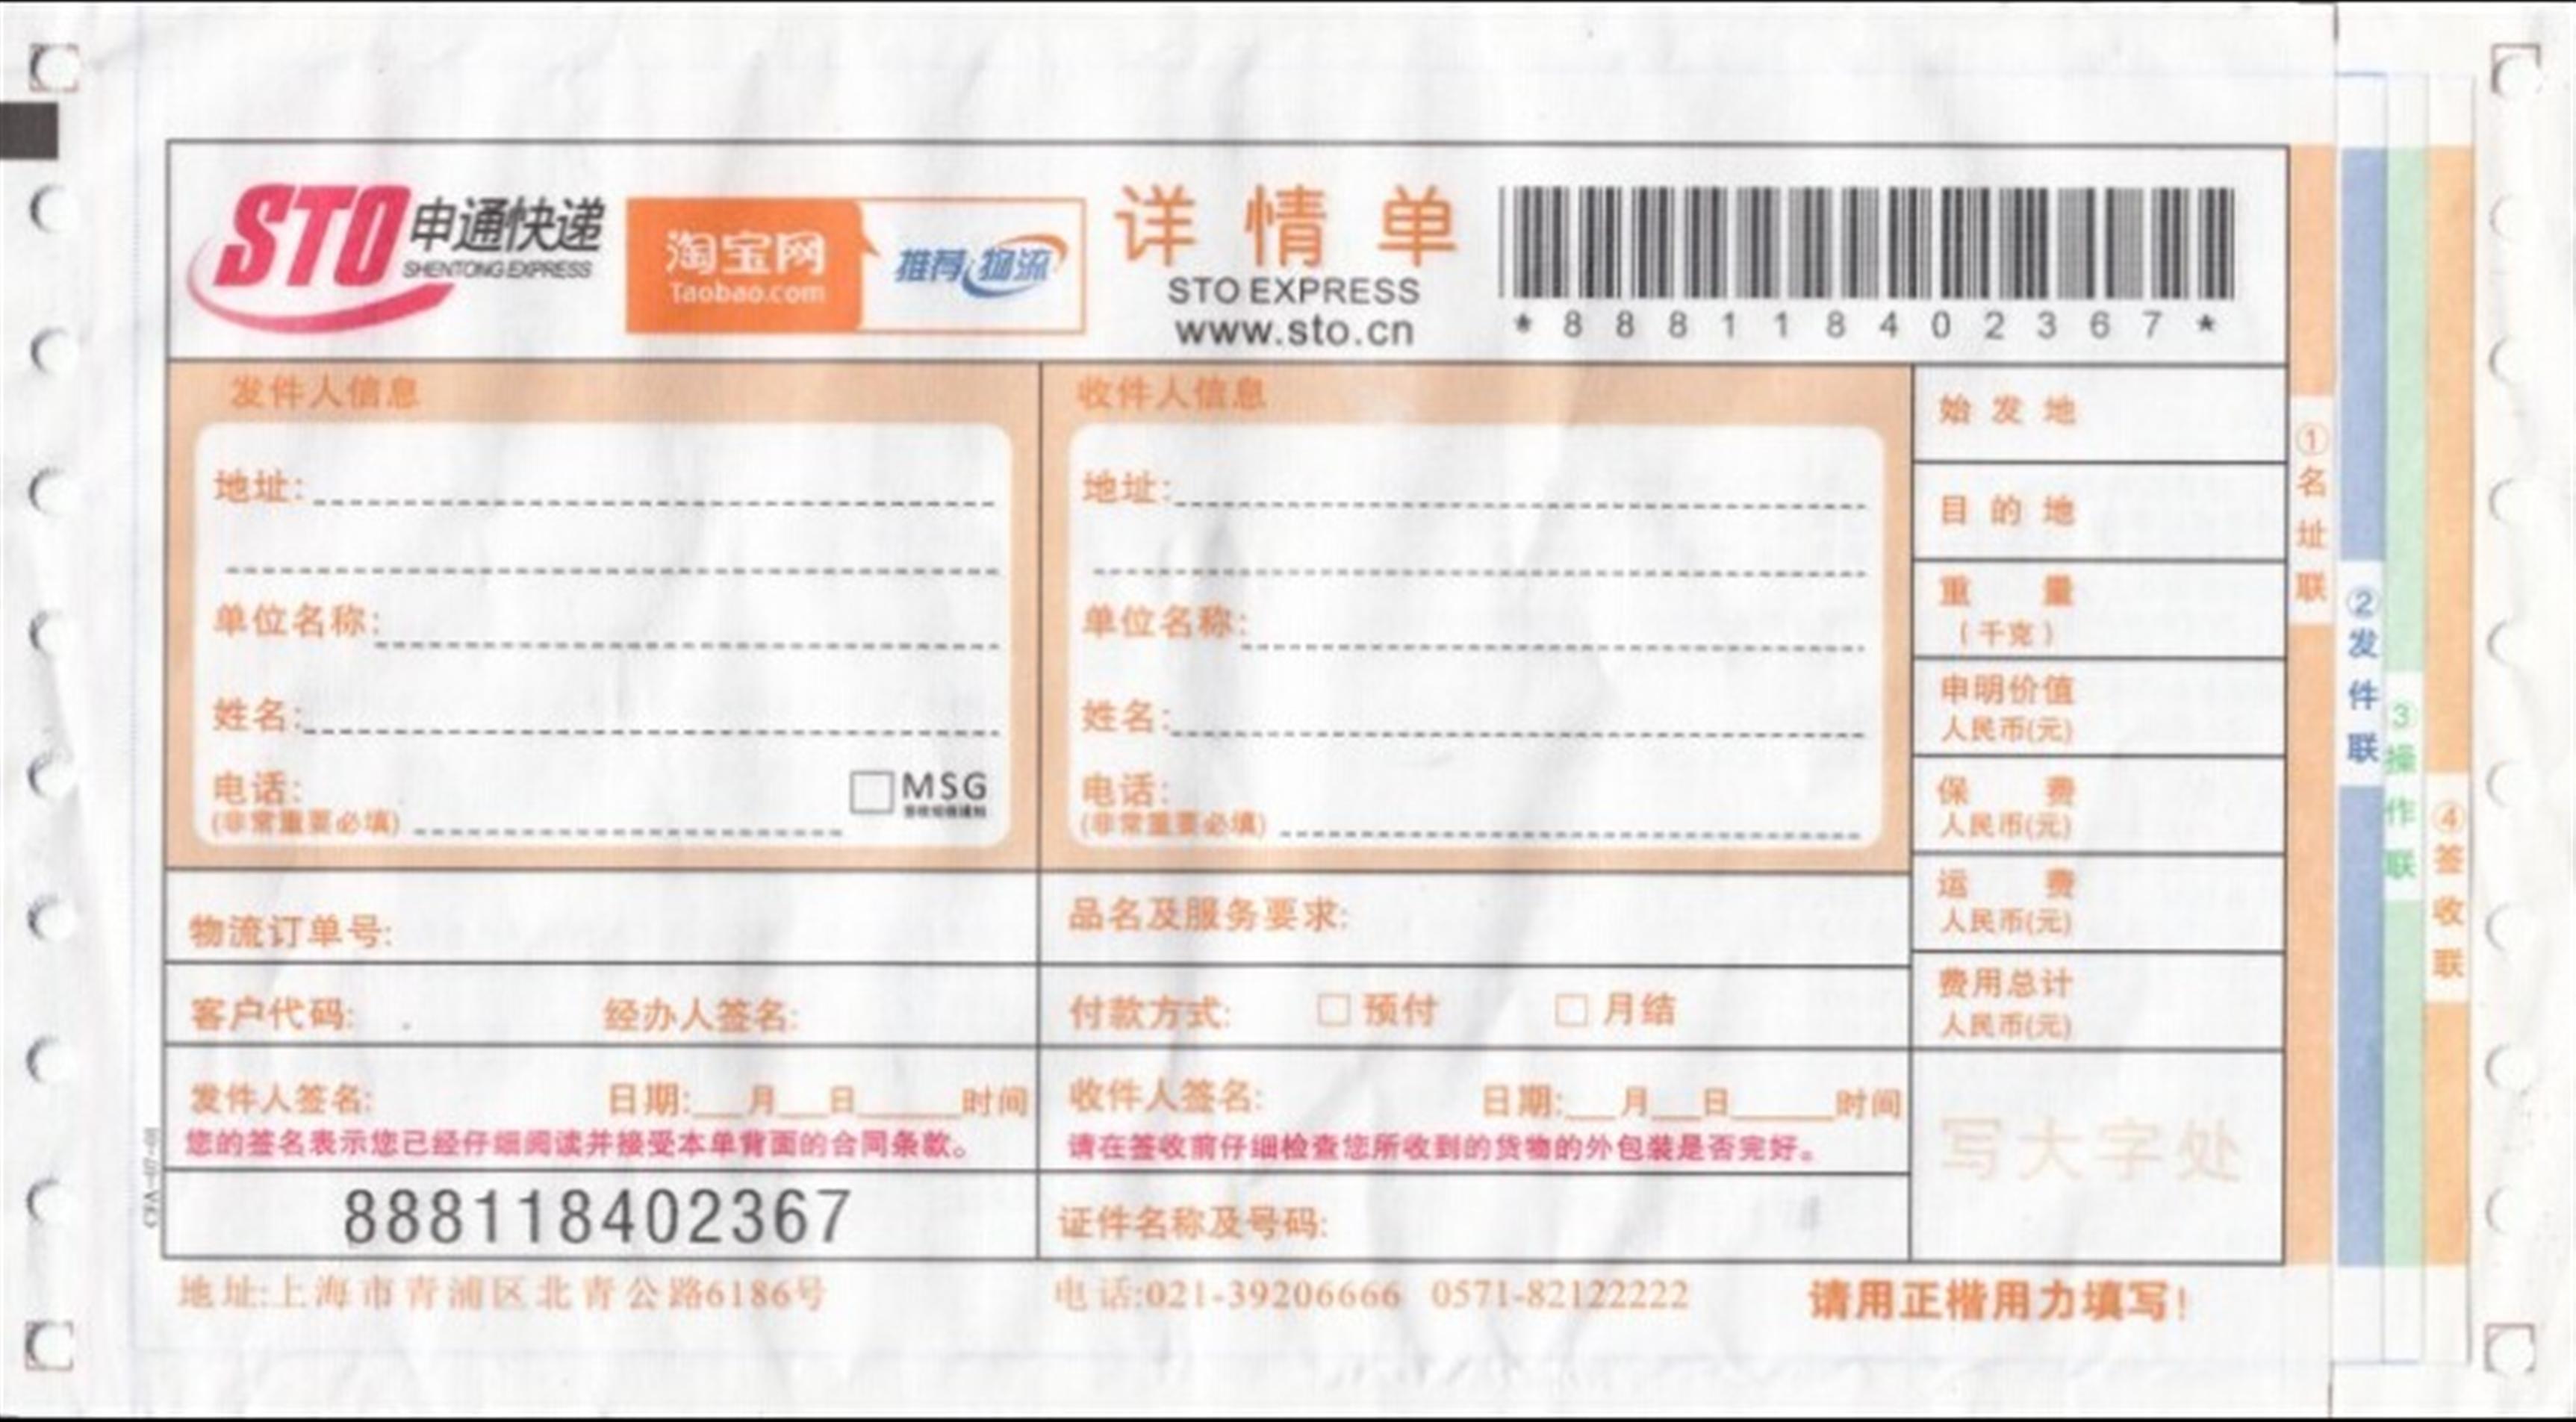 STO 申通快递
SHENTONG EXPRESS
淘宝网
Taobao.com
推荐物流
详情单
STO EXPRESS
www.sto.cn
*888118402367*
发件人信息
地址:
单位名称:
姓名:
电话:
(非常重要必填)
MSG
收件人信息
地址:
单位名称:
姓名:
电话:
(非常重要必填)
始发地
目的地
重量
(千克)
申明价值
人民币(元)
保费
人民币(元)
运费
人民币(元)
费用总计
人民币(元)
物流订单号:
品名及服务要求:
客户代码: 经办人签名:
付款方式: □预付 □月结
发件人签名: 日期:__月__日____时间
您的签名表示您已经仔细阅读并接受本单背面的合同条款。
收件人签名: 日期:__月__日____时间
请在签收前仔细检查您所收到的货物的外包装是否完好。
写大字处
888118402367
证件名称及号码:
地址:上海市青浦区北青公路6186号
电话:021-39206666 0571-82122222
请用正楷用力填写!
①名址联
②发件联
③操作联
④签收联